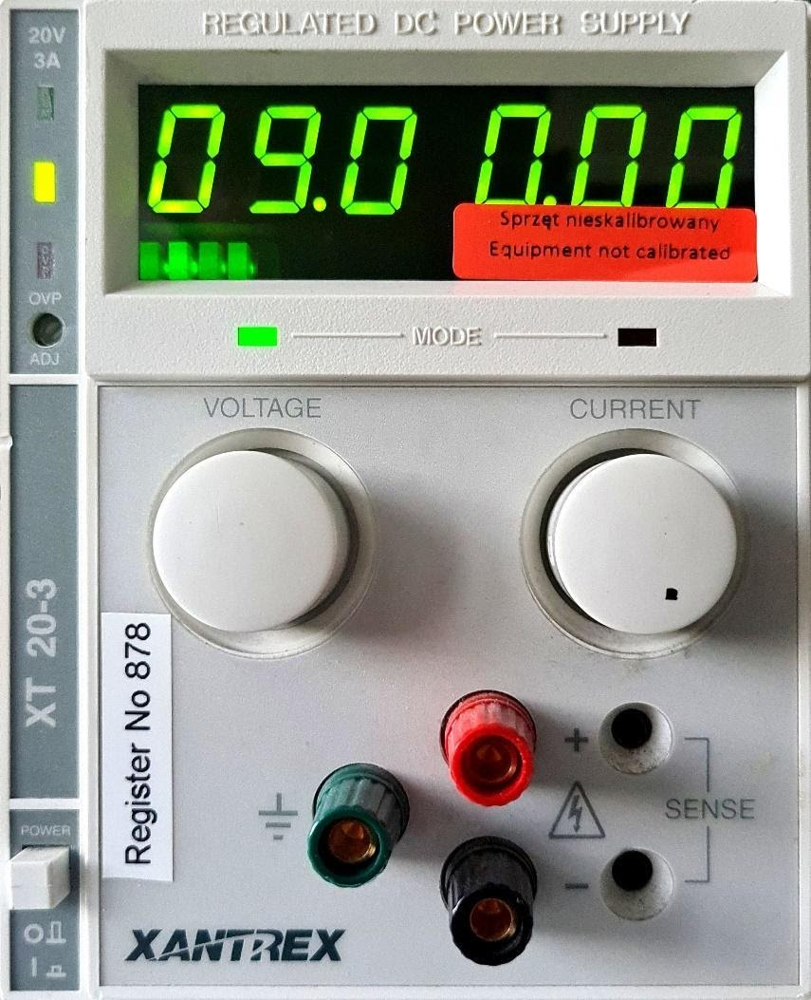 REGULATED DC POWER SUPPLY
20V
3A
09.0 0.00
Sprzęt nieskalibrowany
Equipment not calibrated
OVP
ADJ
MODE
VOLTAGE
CURRENT
XT 20-3
Register No 878
+
SENSE
-
POWER
XANTREX